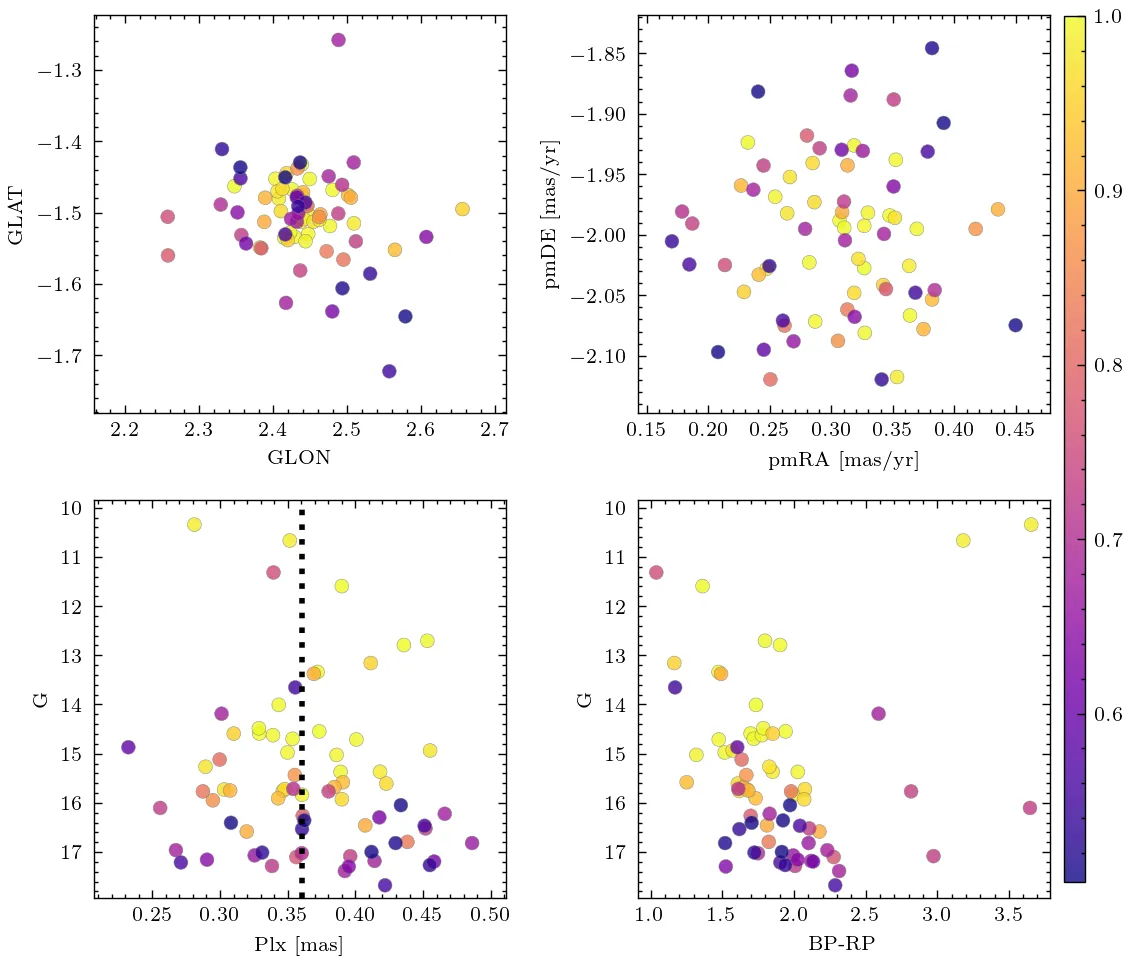 GLAT
−1.3
−1.4
−1.5
−1.6
−1.7
2.2 2.3 2.4 2.5 2.6 2.7
GLON
pmDE [mas/yr]
−1.85
−1.90
−1.95
−2.00
−2.05
−2.10
0.15 0.20 0.25 0.30 0.35 0.40 0.45
pmRA [mas/yr]
1.0
0.9
0.8
0.7
0.6
G
10
11
12
13
14
15
16
17
0.25 0.30 0.35 0.40 0.45 0.50
Plx [mas]
G
10
11
12
13
14
15
16
17
1.0 1.5 2.0 2.5 3.0 3.5
BP-RP